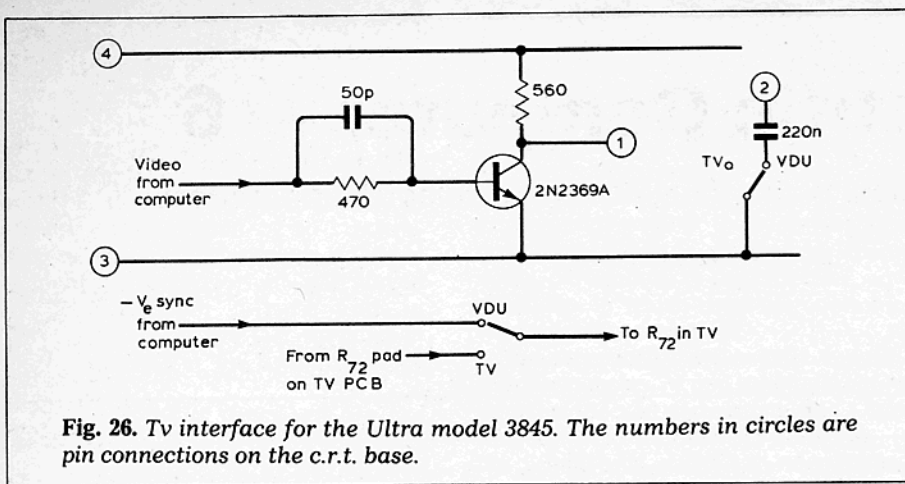 4
50p
560
2
220n
1
TVo VDU
Video
from
computer
470
2N2369A
3
-Ve sync
from
computer
VDU
To R72 in TV
From R72 pad
on TV PCB
TV
Fig. 26. Tv interface for the Ultra model 3845. The numbers in circles are
pin connections on the c.r.t. base.